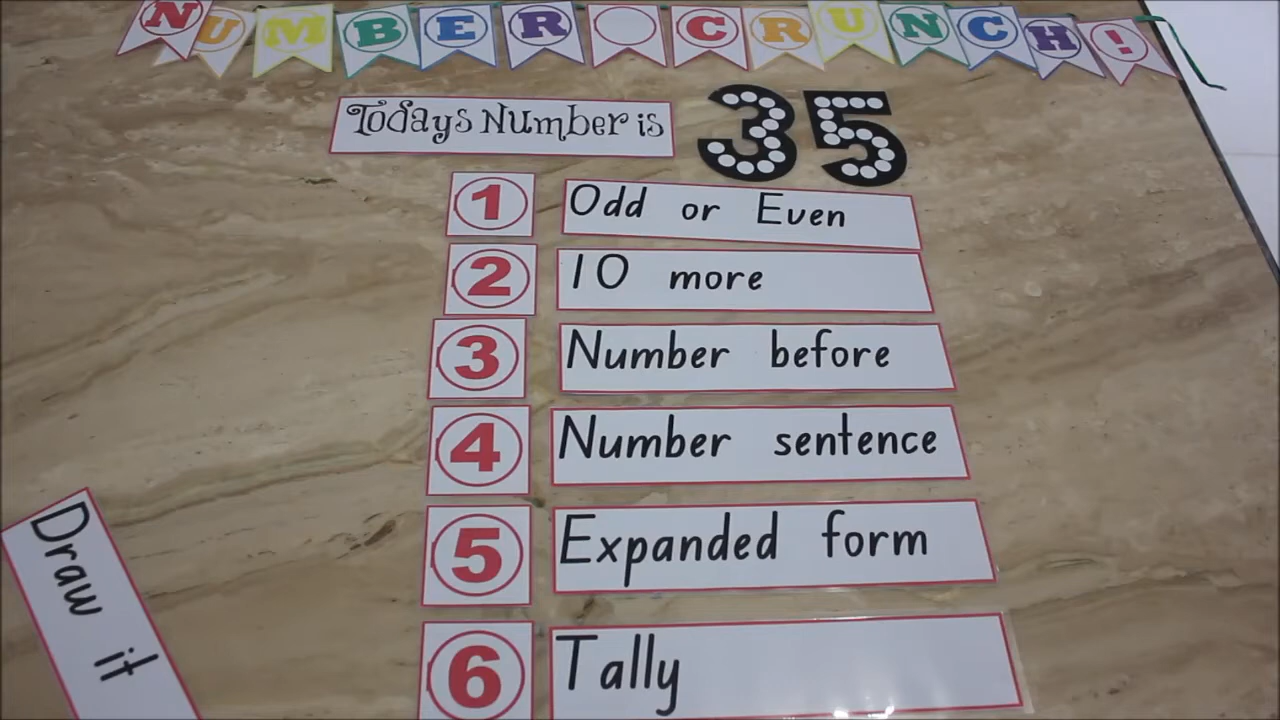 NUMBER CRUNCH!
Todays Number is 35
1 Odd or Even
2 10 more
3 Number before
4 Number sentence
5 Expanded form
6 Tally
Draw it